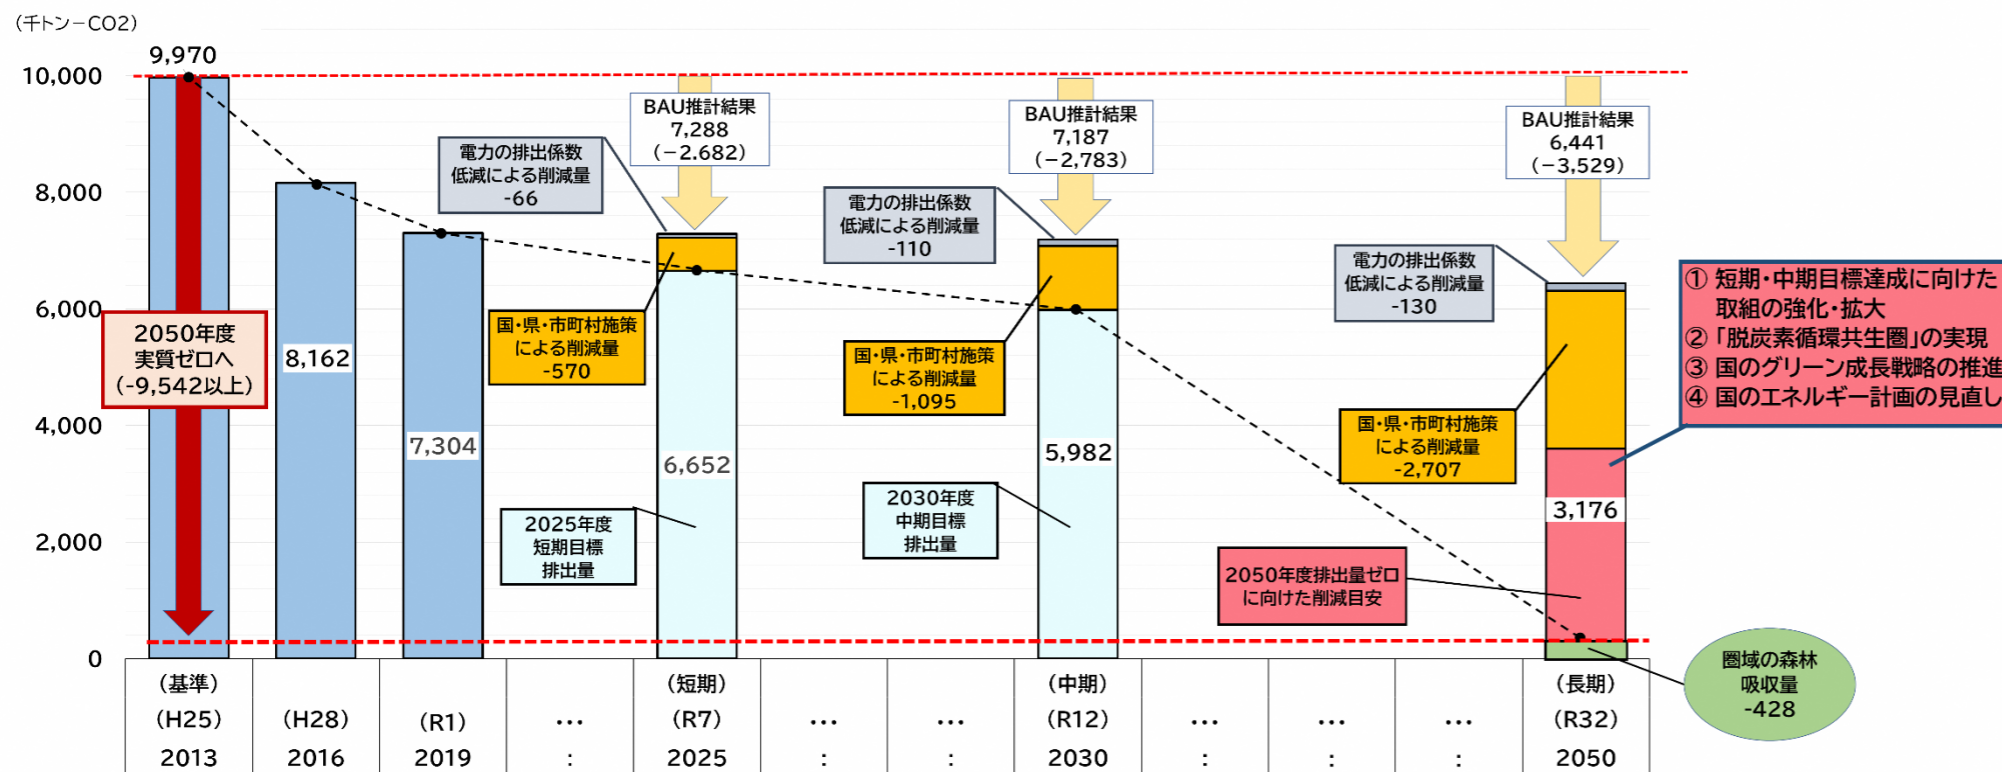 (千トン−CO2)
9,970
10,000
8,000
6,000
4,000
2,000
0
2050年度
実質ゼロへ
(-9,542以上)
8,162
7,304
電力の排出係数
低減による削減量
-66
BAU推計結果
7,288
(−2.682)
国・県・市町村施策
による削減量
-570
6,652
2025年度
短期目標
排出量
電力の排出係数
低減による削減量
-110
BAU推計結果
7,187
(−2,783)
国・県・市町村施策
による削減量
-1,095
5,982
2030年度
中期目標
排出量
電力の排出係数
低減による削減量
-130
BAU推計結果
6,441
(−3,529)
国・県・市町村施策
による削減量
-2,707
3,176
2050年度排出量ゼロ
に向けた削減目安
① 短期・中期目標達成に向けた
取組の強化・拡大
② 「脱炭素循環共生圏」の実現
③ 国のグリーン成長戦略の推進
④ 国のエネルギー計画の見直し
圏域の森林
吸収量
-428
(基準) (短期) (中期) (長期)
(H25) (H28) (R1) … (R7) … … (R12) … … … (R32)
2013 2016 2019 : 2025 : : 2030 : : : 2050